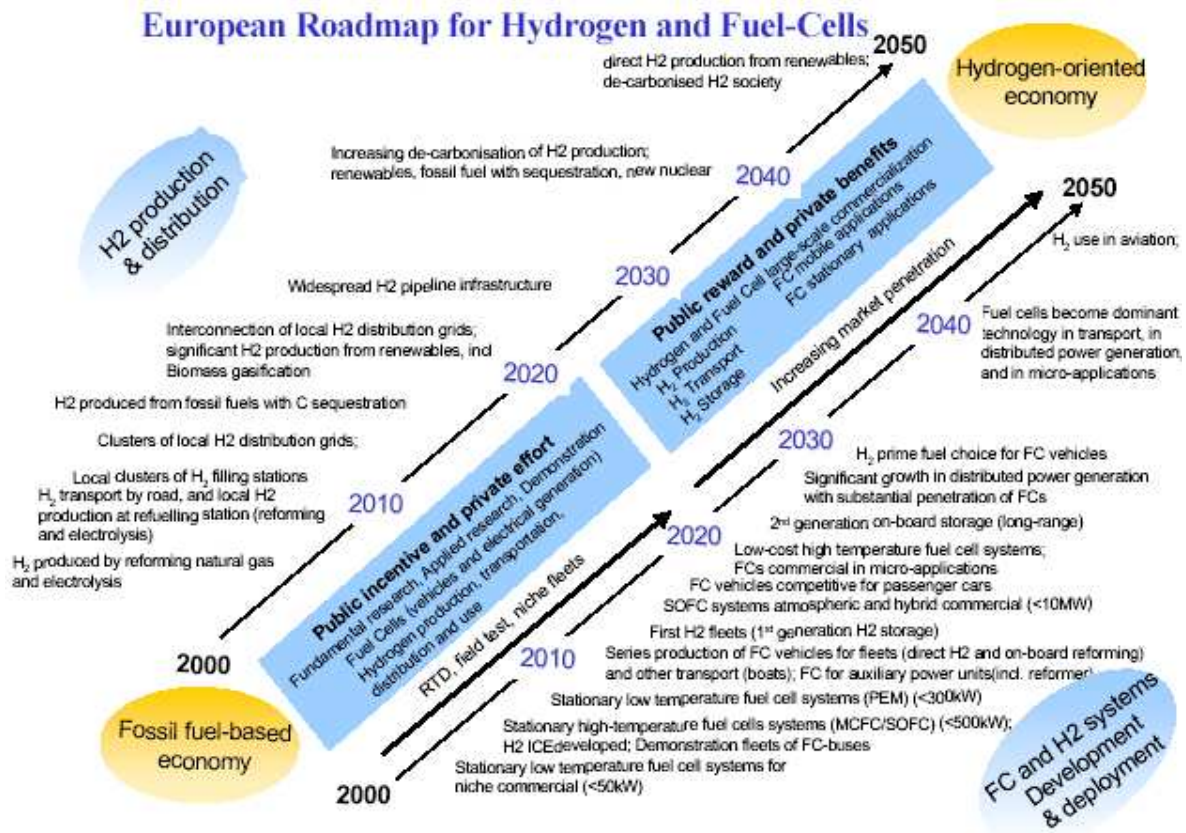 European Roadmap for Hydrogen and Fuel-Cells
2050
direct H2 production from renewables;
de-carbonised H2 society
Hydrogen-oriented
economy
H2 production
& distribution
Increasing de-carbonisation of H2 production;
renewables, fossil fuel with sequestration, new nuclear
2040
Widespread H2 pipeline infrastructure
2030
Interconnection of local H2 distribution grids;
significant H2 production from renewables, incl
Biomass gasification
2020
H2 produced from fossil fuels with C sequestration
Clusters of local H2 distribution grids;
Local clusters of H₂ filling stations
H₂ transport by road, and local H2
production at refuelling station (reforming
and electrolysis)
2010
H₂ produced by reforming natural gas
and electrolysis
2000
Fossil fuel-based
economy
Public reward and private benefits
Hydrogen and Fuel Cell large-scale commercialization
H₂ Production
H₂ Transport
H₂ Storage
FC mobile applications
FC stationary applications
Public incentive and private effort
Fundamental research, Applied research, Demonstration
Fuel Cells (vehicles and electrical generation)
Hydrogen production, transportation,
distribution and use
RTD, field test, niche fleets
Increasing market penetration
2050
H₂ use in aviation;
2040
Fuel cells become dominant
technology in transport, in
distributed power generation,
and in micro-applications
2030
H₂ prime fuel choice for FC vehicles
Significant growth in distributed power generation
with substantial penetration of FCs
2nd generation on-board storage (long-range)
2020
Low-cost high temperature fuel cell systems;
FCs commercial in micro-applications
FC vehicles competitive for passenger cars
SOFC systems atmospheric and hybrid commercial (<10MW)
First H2 fleets (1st generation H2 storage)
2010
Series production of FC vehicles for fleets (direct H2 and on-board reforming)
and other transport (boats); FC for auxiliary power units(incl. reformer)
Stationary low temperature fuel cell systems (PEM) (<300kW)
Stationary high-temperature fuel cells systems (MCFC/SOFC) (<500kW);
H2 ICEdeveloped; Demonstration fleets of FC-buses
Stationary low temperature fuel cell systems for
niche commercial (<50kW)
2000
FC and H2 systems
Development
& deployment